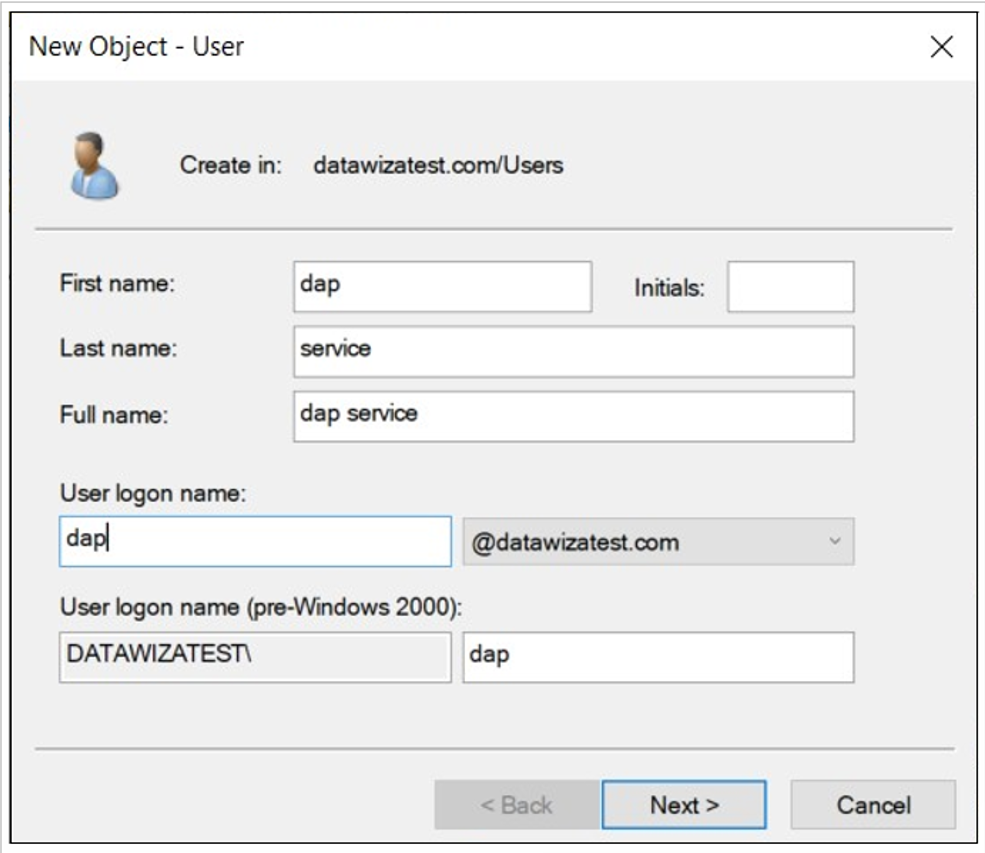 New Object - User
Create in: datawizatest.com/Users
First name: dap Initials:
Last name: service
Full name: dap service
User logon name:
dap @datawizatest.com
User logon name (pre-Windows 2000):
DATAWIZATEST\ dap
< Back Next > Cancel